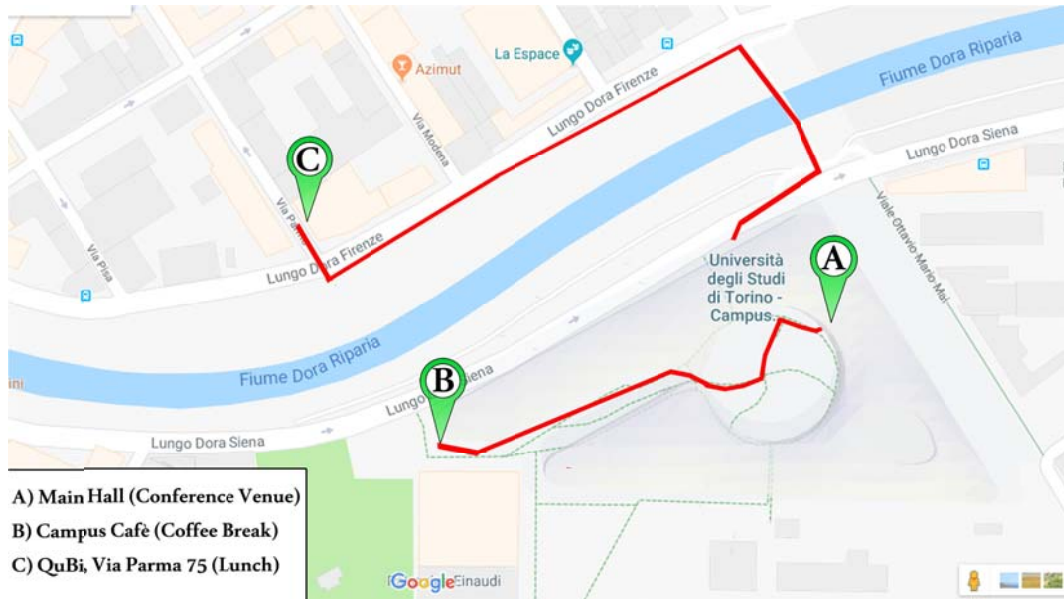 Fiume Dora Riparia
La Espace
Azimut
Lungo Dora Firenze
Via Modena
Lungo Dora Siena
C
Via Parma
Viale Ottavio Mario Mai
Via Pisa
Lungo Dora Firenze
A
Università
degli Studi
di Torino -
Campus...
Fiume Dora Riparia
B
Lungo Siena
Lungo Dora Siena
A) Main Hall (Conference Venue)
B) Campus Cafè (Coffee Break)
C) QuBi, Via Parma 75 (Lunch)
Google
Einaudi